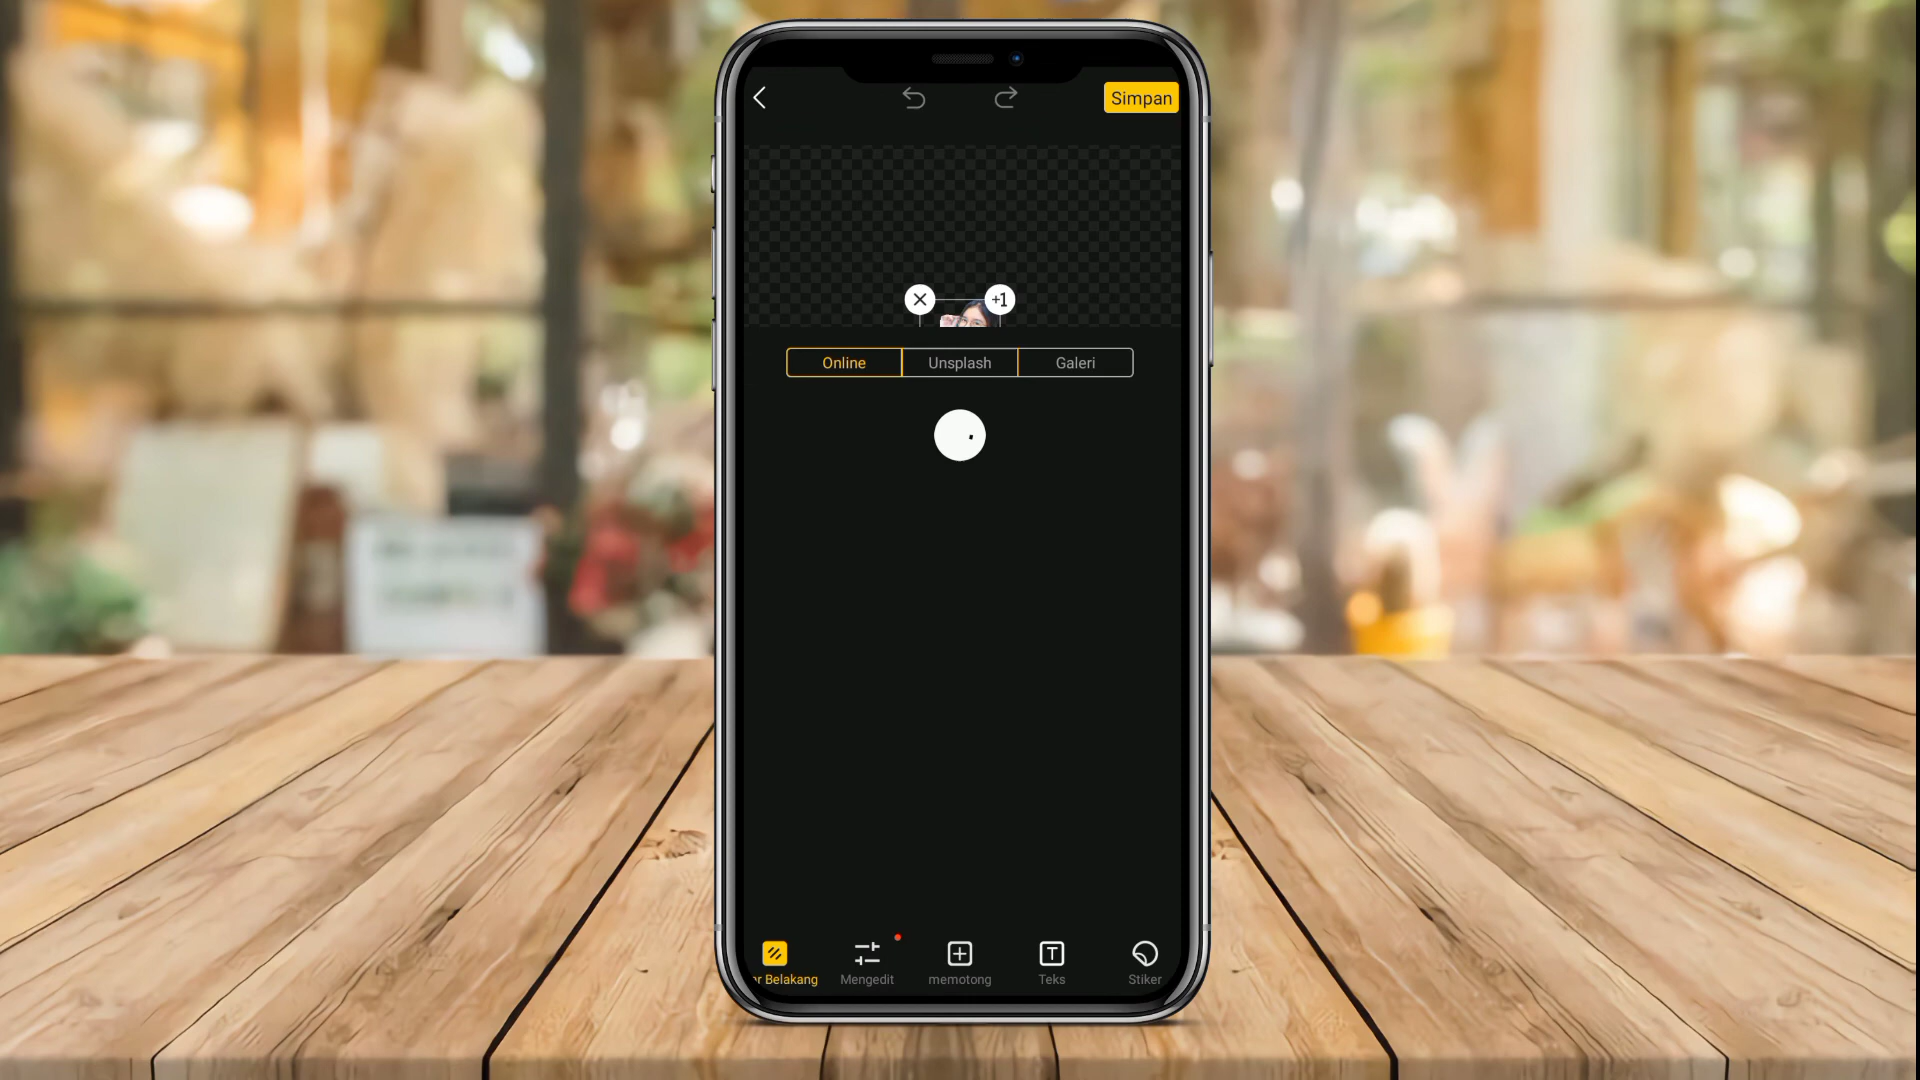 Simpan
+1
Online Unsplash Galeri
r Belakang Mengedit memotong Teks Stiker